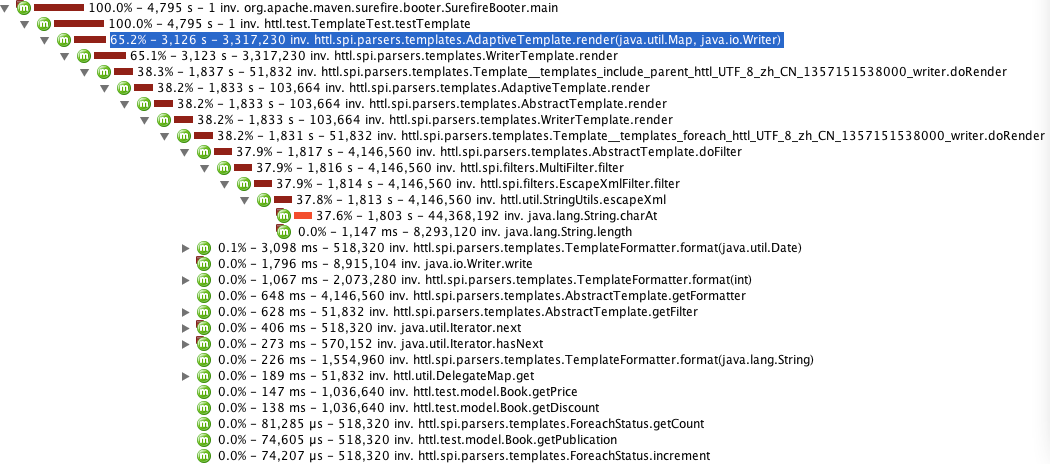 100.0% – 4,795 s – 1 inv. org.apache.maven.surefire.booter.SurefireBooter.main
m 100.0% – 4,795 s – 1 inv. httl.test.TemplateTest.testTemplate
m 65.2% – 3,126 s – 3,317,230 inv. httl.spi.parsers.templates.AdaptiveTemplate.render(java.util.Map, java.io.Writer)
m 65.1% – 3,123 s – 3,317,230 inv. httl.spi.parsers.templates.WriterTemplate.render
m 38.3% – 1,837 s – 51,832 inv. httl.spi.parsers.templates.Template__templates_include_parent_httl_UTF_8_zh_CN_1357151538000_writer.doRender
m 38.2% – 1,833 s – 103,664 inv. httl.spi.parsers.templates.AdaptiveTemplate.render
m 38.2% – 1,833 s – 103,664 inv. httl.spi.parsers.templates.AbstractTemplate.render
m 38.2% – 1,833 s – 103,664 inv. httl.spi.parsers.templates.WriterTemplate.render
m 38.2% – 1,831 s – 51,832 inv. httl.spi.parsers.templates.Template__templates_foreach_httl_UTF_8_zh_CN_1357151538000_writer.doRender
m 37.9% – 1,817 s – 4,146,560 inv. httl.spi.parsers.templates.AbstractTemplate.doFilter
m 37.9% – 1,816 s – 4,146,560 inv. httl.spi.filters.MultiFilter.filter
m 37.9% – 1,814 s – 4,146,560 inv. httl.spi.filters.EscapeXmlFilter.filter
m 37.8% – 1,813 s – 4,146,560 inv. httl.util.StringUtils.escapeXml
m 37.6% – 1,803 s – 44,368,192 inv. java.lang.String.charAt
m 0.0% – 1,147 ms – 8,293,120 inv. java.lang.String.length
m 0.1% – 3,098 ms – 518,320 inv. httl.spi.parsers.templates.TemplateFormatter.format(java.util.Date)
m 0.0% – 1,796 ms – 8,915,104 inv. java.io.Writer.write
m 0.0% – 1,067 ms – 2,073,280 inv. httl.spi.parsers.templates.TemplateFormatter.format(int)
m 0.0% – 648 ms – 4,146,560 inv. httl.spi.parsers.templates.AbstractTemplate.getFormatter
m 0.0% – 628 ms – 51,832 inv. httl.spi.parsers.templates.AbstractTemplate.getFilter
m 0.0% – 406 ms – 518,320 inv. java.util.Iterator.next
m 0.0% – 273 ms – 570,152 inv. java.util.Iterator.hasNext
m 0.0% – 226 ms – 1,554,960 inv. httl.spi.parsers.templates.TemplateFormatter.format(java.lang.String)
m 0.0% – 189 ms – 51,832 inv. httl.util.DelegateMap.get
m 0.0% – 147 ms – 1,036,640 inv. httl.test.model.Book.getPrice
m 0.0% – 138 ms – 1,036,640 inv. httl.test.model.Book.getDiscount
m 0.0% – 81,285 µs – 518,320 inv. httl.spi.parsers.templates.ForeachStatus.getCount
m 0.0% – 74,605 µs – 518,320 inv. httl.test.model.Book.getPublication
m 0.0% – 74,207 µs – 518,320 inv. httl.spi.parsers.templates.ForeachStatus.increment